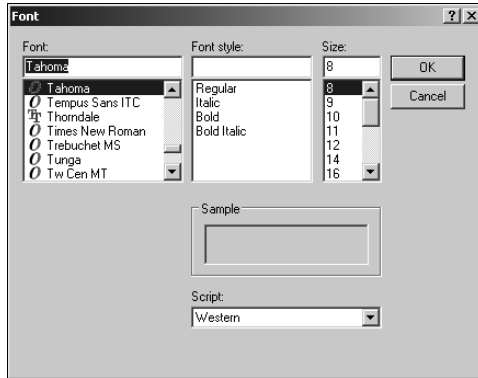 Font
Font: Font style: Size:
Tahoma 8
Tahoma Regular 8
Tempus Sans ITC Italic 9
Thorndale Bold 10
Times New Roman Bold Italic 11
Trebuchet MS 12
Tunga 14
Tw Cen MT 16
OK
Cancel
Sample
Script:
Western